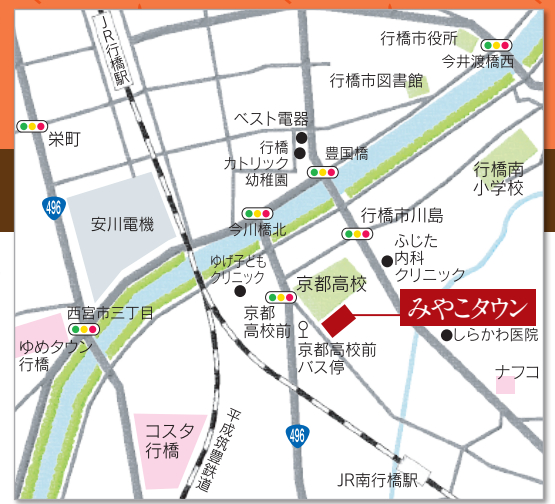 JR行橋駅
行橋市役所
今井渡橋西
行橋市図書館
ベスト電器
栄町
行橋
カトリック
幼稚園
豊国橋
行橋南
小学校
496
安川電機
今川橋北
行橋市川島
ふじた
内科
クリニック
ゆげ子ども
クリニック
京都高校
みやこタウン
西宮市三丁目
京都
高校前
京都高校前
バス停
しらかわ医院
ゆめタウン
行橋
ナフコ
コスタ
行橋
平成筑豊鉄道
496
JR南行橋駅